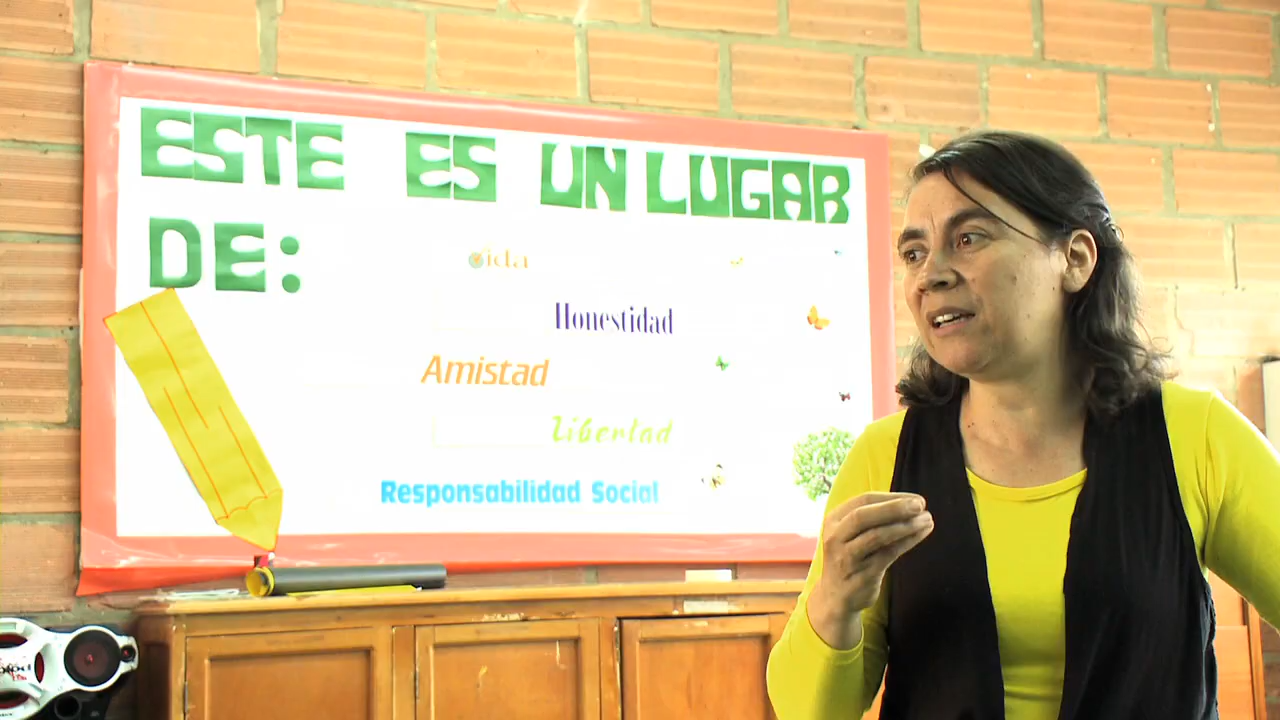 ESTE ES UN LUGAR
DE:
Vida
Honestidad
Amistad
Libertad
Responsabilidad Social